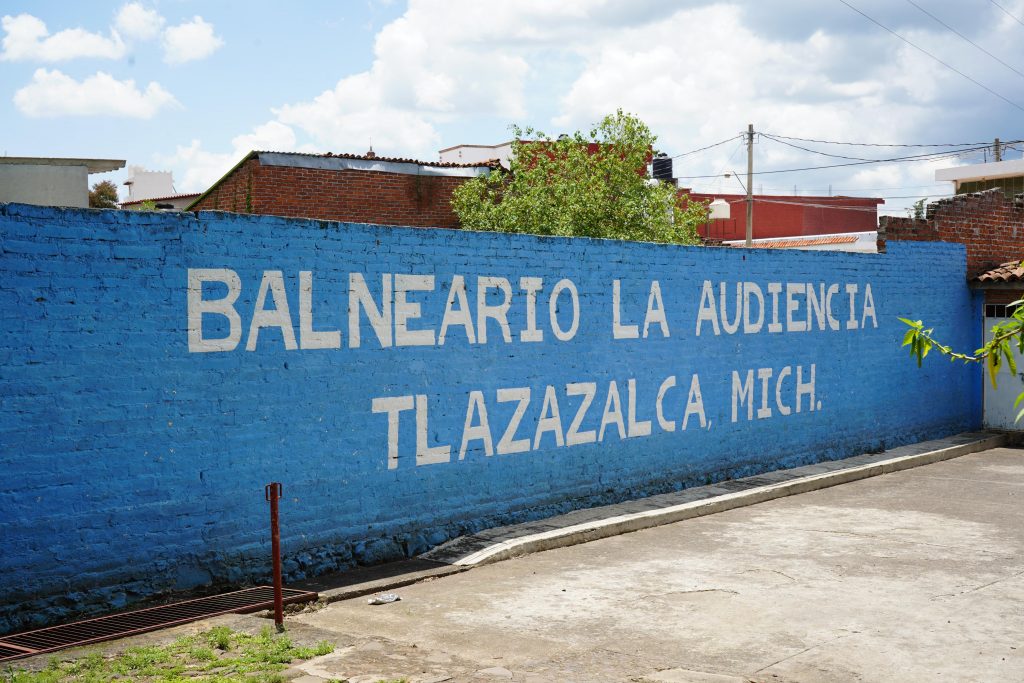 BALNEARIO LA AUDIENCIA
TLAZAZALCA, MICH.